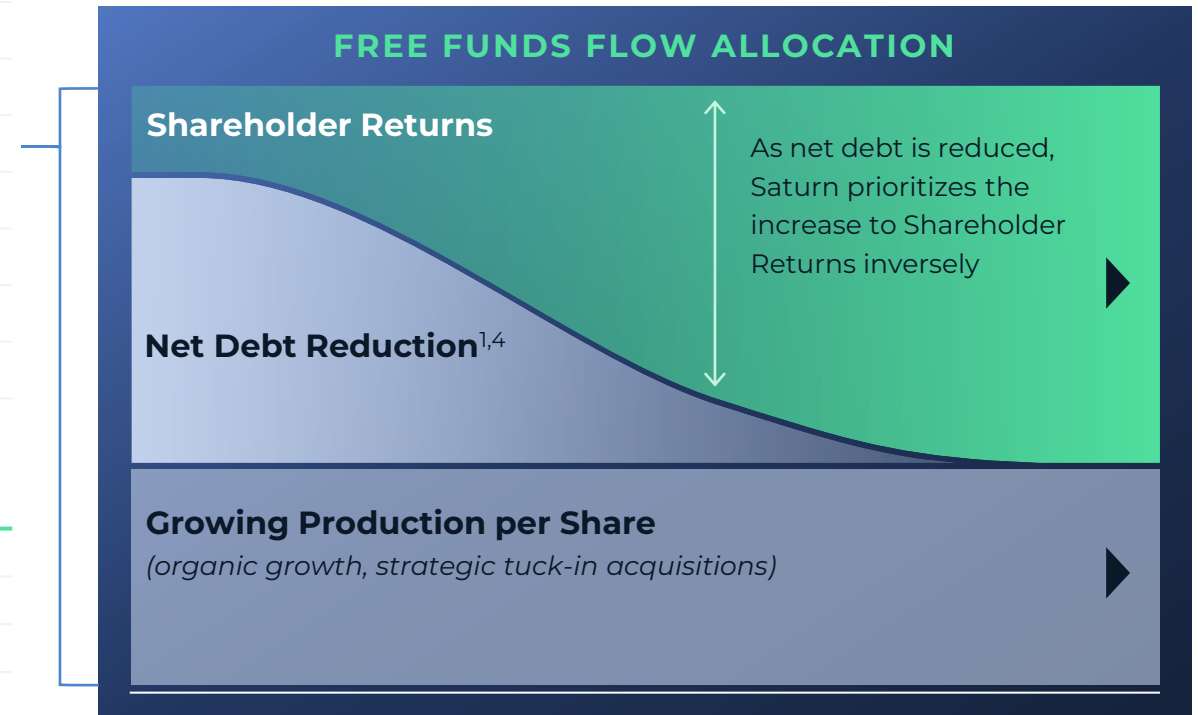 FREE FUNDS FLOW ALLOCATION
Shareholder Returns
As net debt is reduced,
Saturn prioritizes the
increase to Shareholder
Returns inversely
Net Debt Reduction1,4
Growing Production per Share
(organic growth, strategic tuck-in acquisitions)